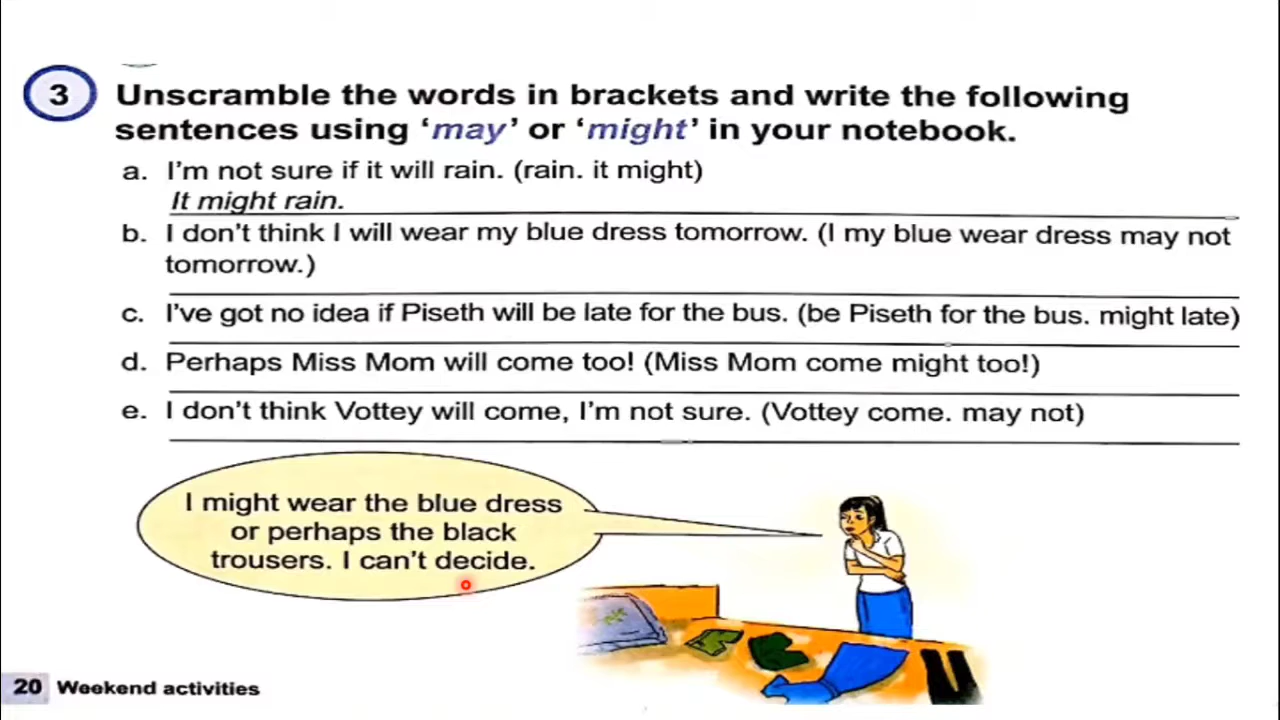 3 Unscramble the words in brackets and write the following
sentences using ‘may’ or ‘might’ in your notebook.
a. I’m not sure if it will rain. (rain. it might)
It might rain.
b. I don’t think I will wear my blue dress tomorrow. (I my blue wear dress may not
tomorrow.)
c. I’ve got no idea if Piseth will be late for the bus. (be Piseth for the bus. might late)
d. Perhaps Miss Mom will come too! (Miss Mom come might too!)
e. I don’t think Vottey will come, I’m not sure. (Vottey come. may not)
I might wear the blue dress
or perhaps the black
trousers. I can’t decide.
20 Weekend activities